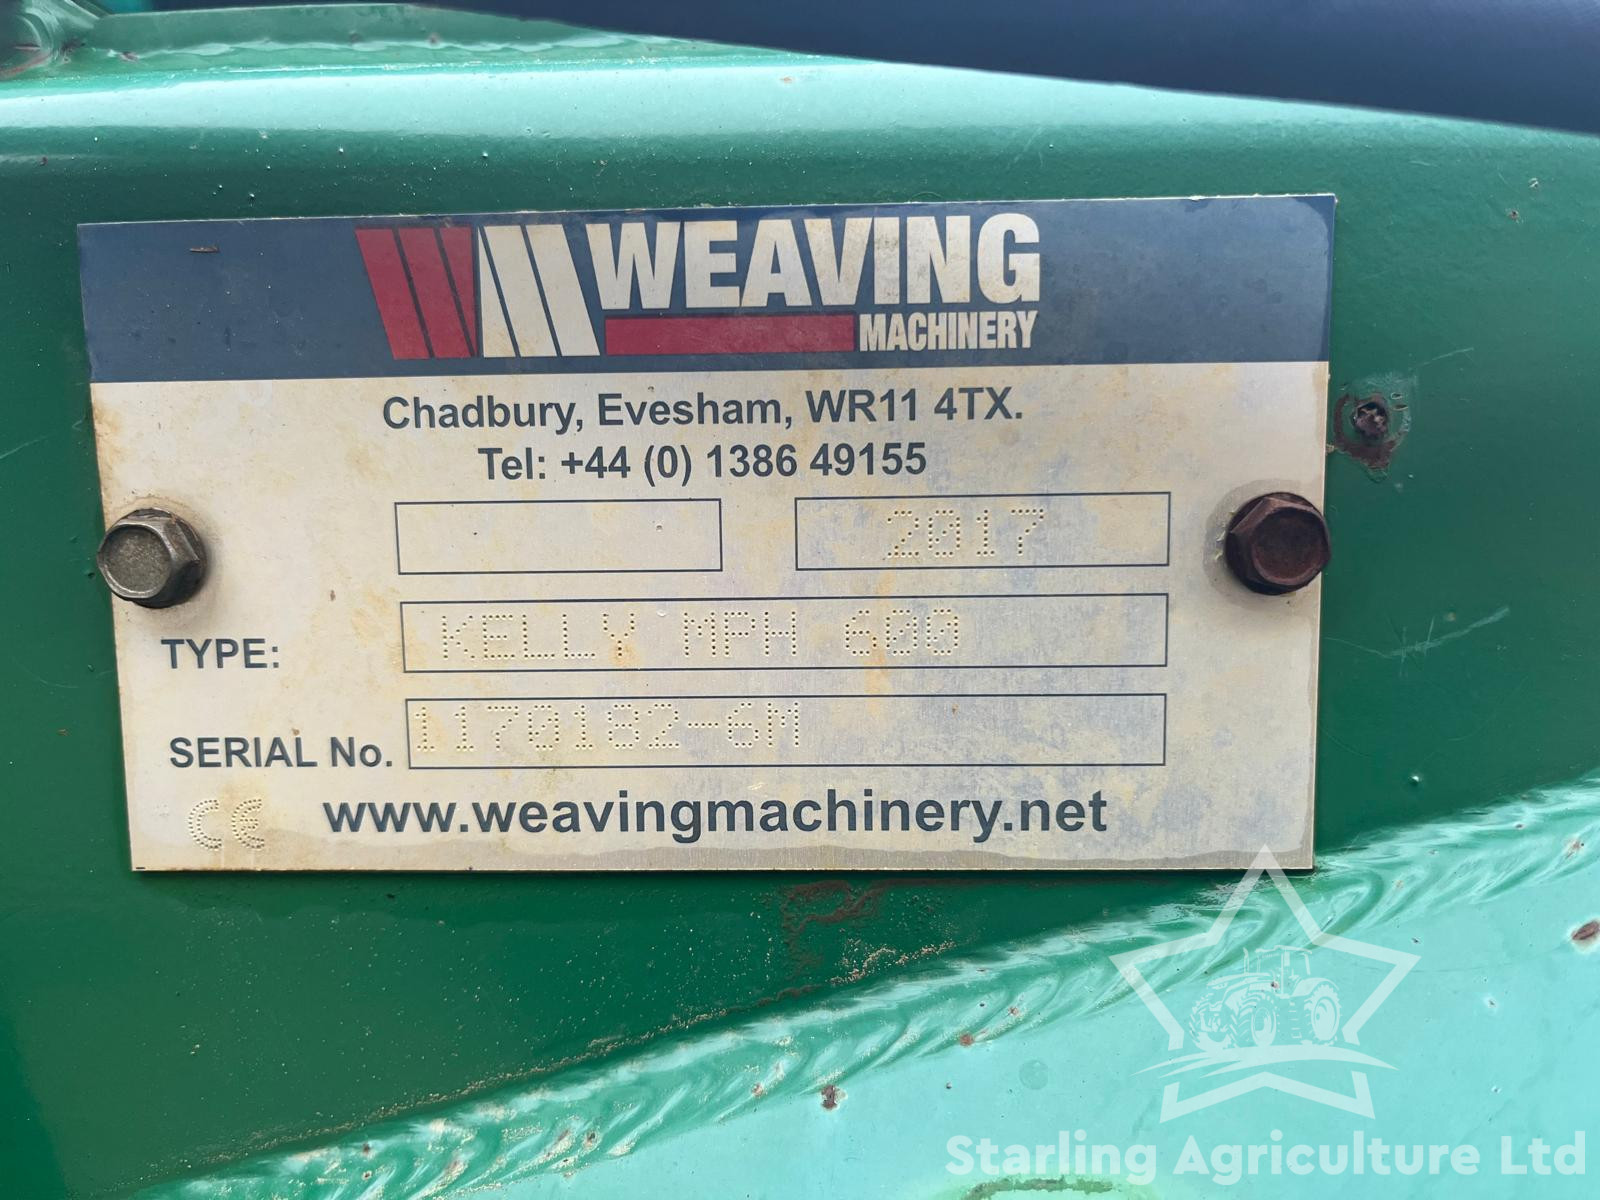 WEAVING
MACHINERY
Chadbury, Evesham, WR11 4TX.
Tel: +44 (0) 1386 49155
2017
TYPE: KELLY MPH 600
SERIAL No. 1170182-6M
CE www.weavingmachinery.net
Starling Agriculture Ltd